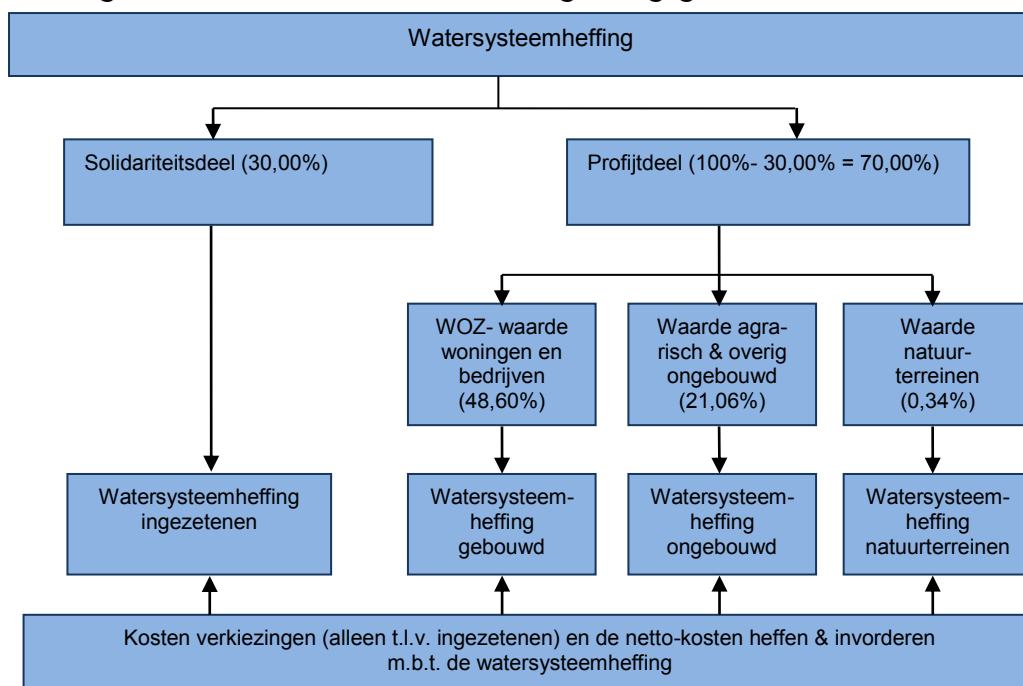 Watersysteemheffing
Solidariteitsdeel (30,00%)
Profijtdeel (100%- 30,00% = 70,00%)
WOZ- waarde
woningen en
bedrijven
(48,60%)
Waarde agra-
risch & overig
ongebouwd
(21,06%)
Waarde
natuur-
terreinen
(0,34%)
Watersysteemheffing
ingezetenen
Watersysteem-
heffing
gebouwd
Watersysteem-
heffing
ongebouwd
Watersysteem-
heffing
natuurterreinen
Kosten verkiezingen (alleen t.l.v. ingezetenen) en de netto-kosten heffen & invorderen
m.b.t. de watersysteemheffing